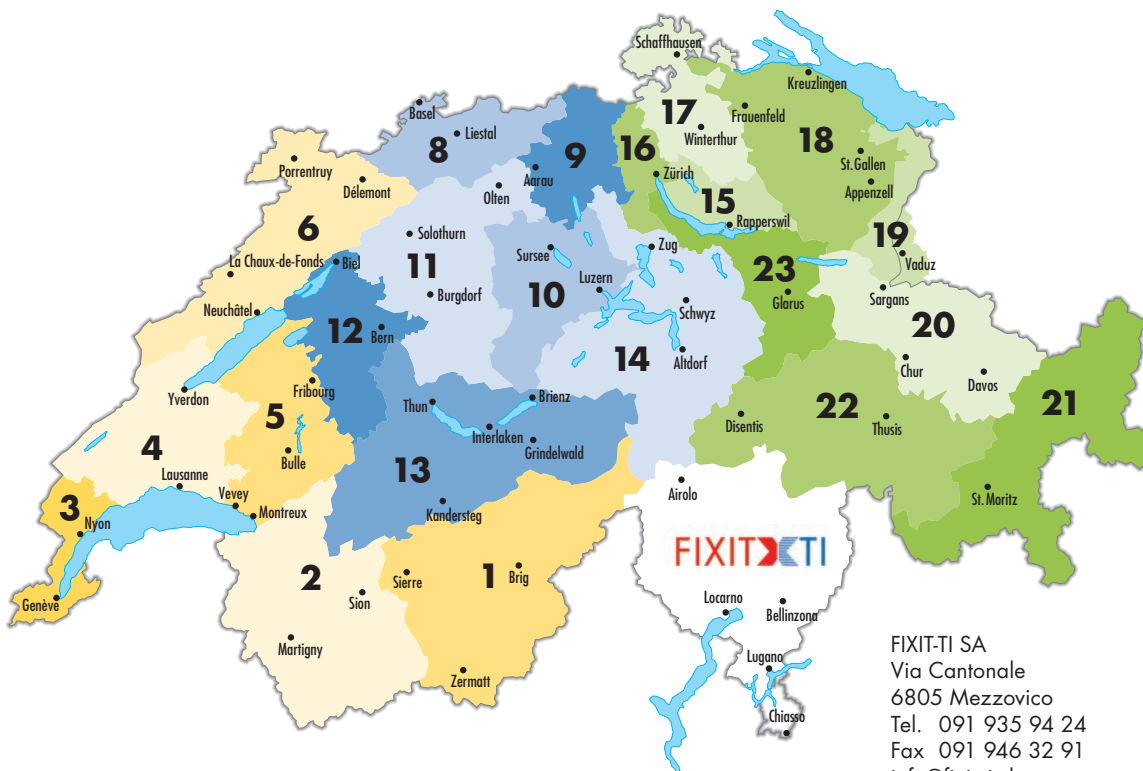 Schaffhausen
Kreuzlingen
Basel
17
Frauenfeld
Liestal
Winterthur
8
9
16
18
Porrentruy
St.Gallen
Aarau
Zürich
Délemont
Olten
Appenzell
15
Rapperswil
6
Solothurn
Zug
19
Sursee
Vaduz
La Chaux-de-Fonds
Biel
11
23
Luzern
10
Sargans
Burgdorf
Glarus
Schwyz
Neuchâtel
12
20
Bern
14
Altdorf
Chur
Davos
Fribourg
Yverdon
Thun
Brienz
21
22
5
Disentis
Thusis
Interlaken
4
Grindelwald
Bulle
13
Lausanne
Airolo
St.Moritz
Vevey
Kandersteg
3
Montreux
Nyon
FIXIT TI
2
Sierre
1
Brig
Sion
Genève
Locarno
Bellinzona
Martigny
Lugano
Zermatt
Chiasso
FIXIT-TI SA
Via Cantonale
6805 Mezzovico
Tel. 091 935 94 24
Fax 091 946 32 91